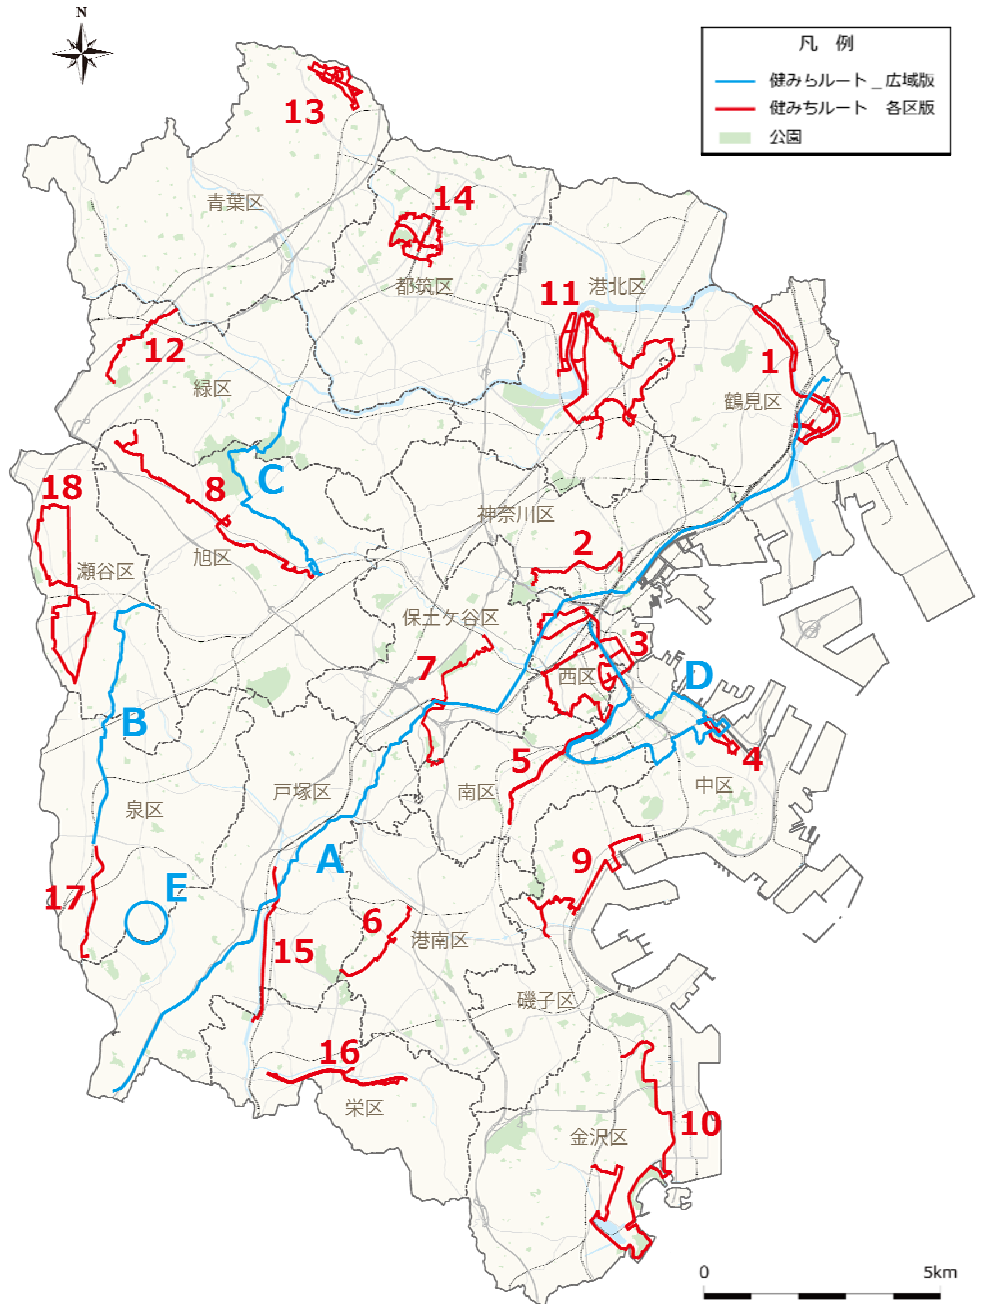 N
凡 例
健みらルート _ 広域版
健みちルート 各区版
公園
13
青葉区
14
都筑区
11
港北区
12
緑区
1
鶴見区
C
8
18
神奈川区
旭区
瀬谷区
2
保土ケ谷区
3
7
西区
D
B
5
4
中区
戸塚区
南区
泉区
A
9
E
17
6
港南区
15
磯子区
16
栄区
10
金沢区
0 5km